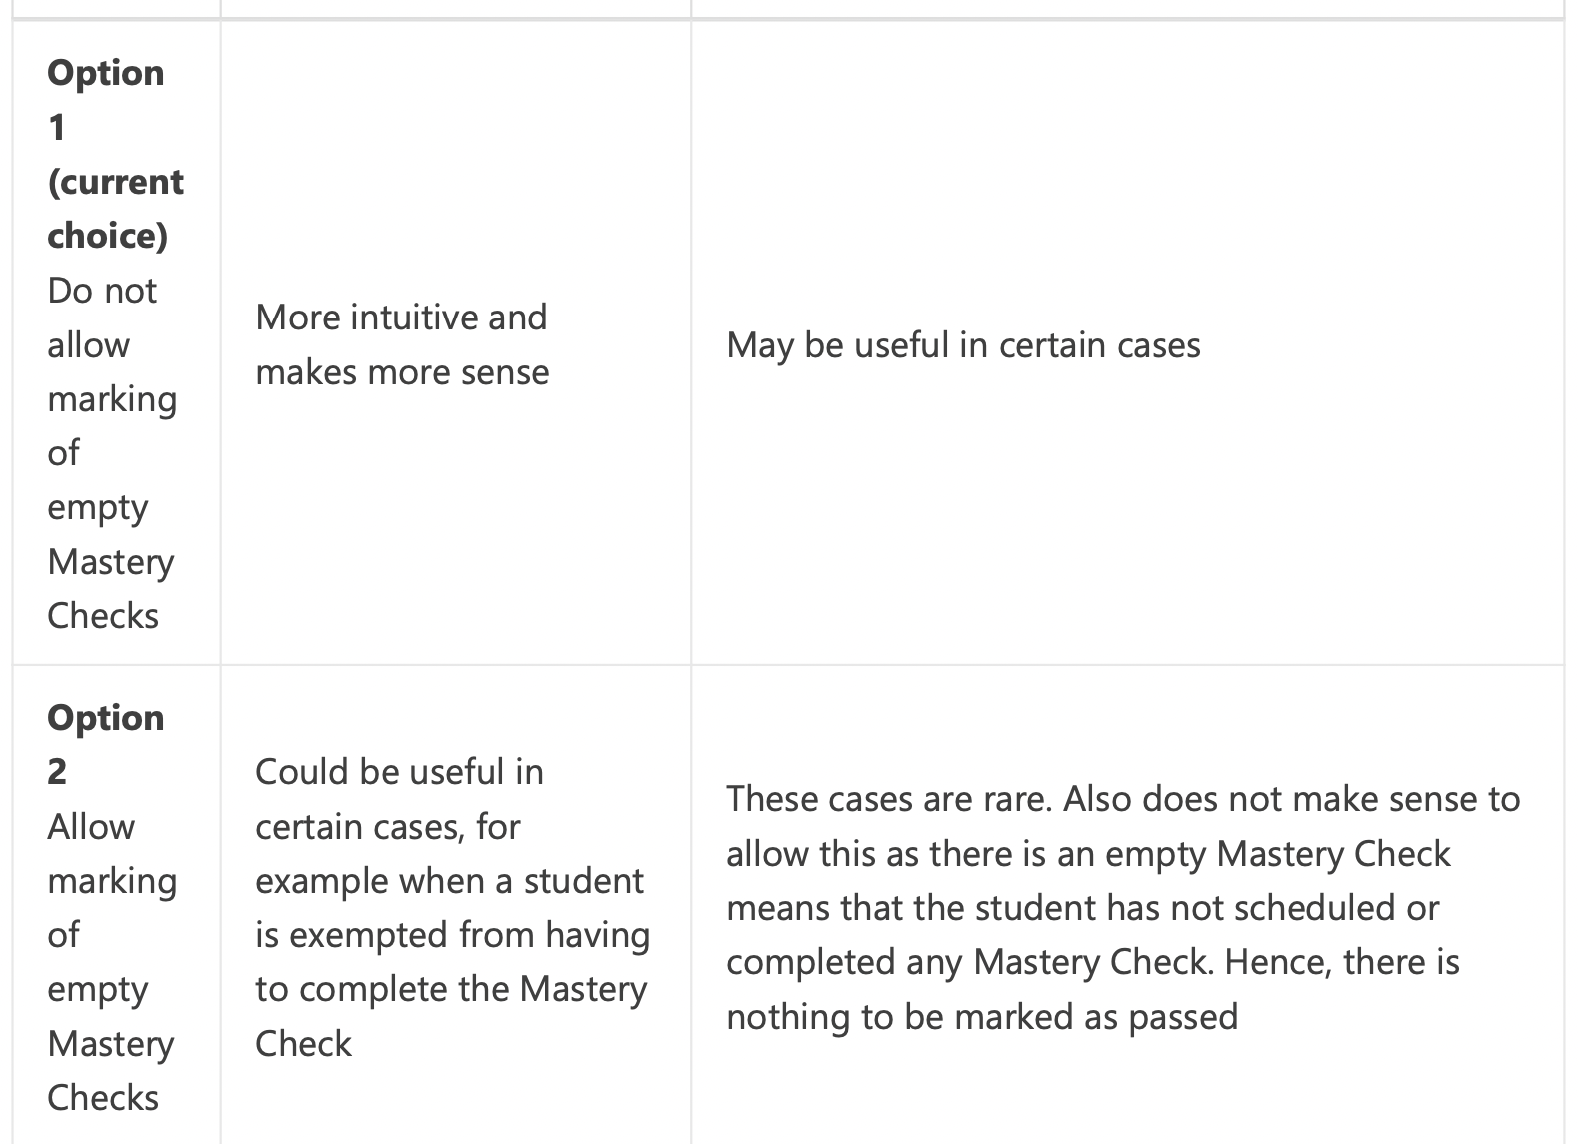 Option
1
(current
choice)
Do not
allow
marking
of
empty
Mastery
Checks
More intuitive and
makes more sense
May be useful in certain cases
Option
2
Allow
marking
of
empty
Mastery
Checks
Could be useful in
certain cases, for
example when a student
is exempted from having
to complete the Mastery
Check
These cases are rare. Also does not make sense to
allow this as there is an empty Mastery Check
means that the student has not scheduled or
completed any Mastery Check. Hence, there is
nothing to be marked as passed